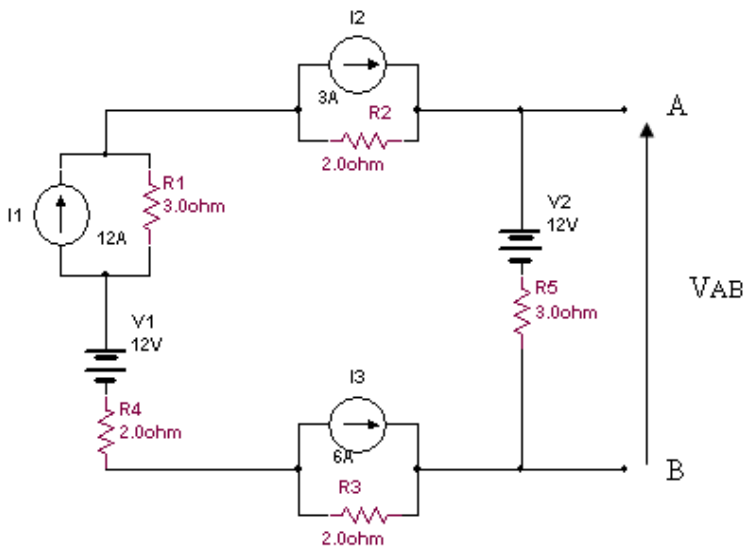 I2
3A
R2
2.0ohm
A
R1
3.0ohm
I1
12A
V2
12V
R5
3.0ohm
VAB
V1
12V
R4
2.0ohm
I3
6A
R3
2.0ohm
B